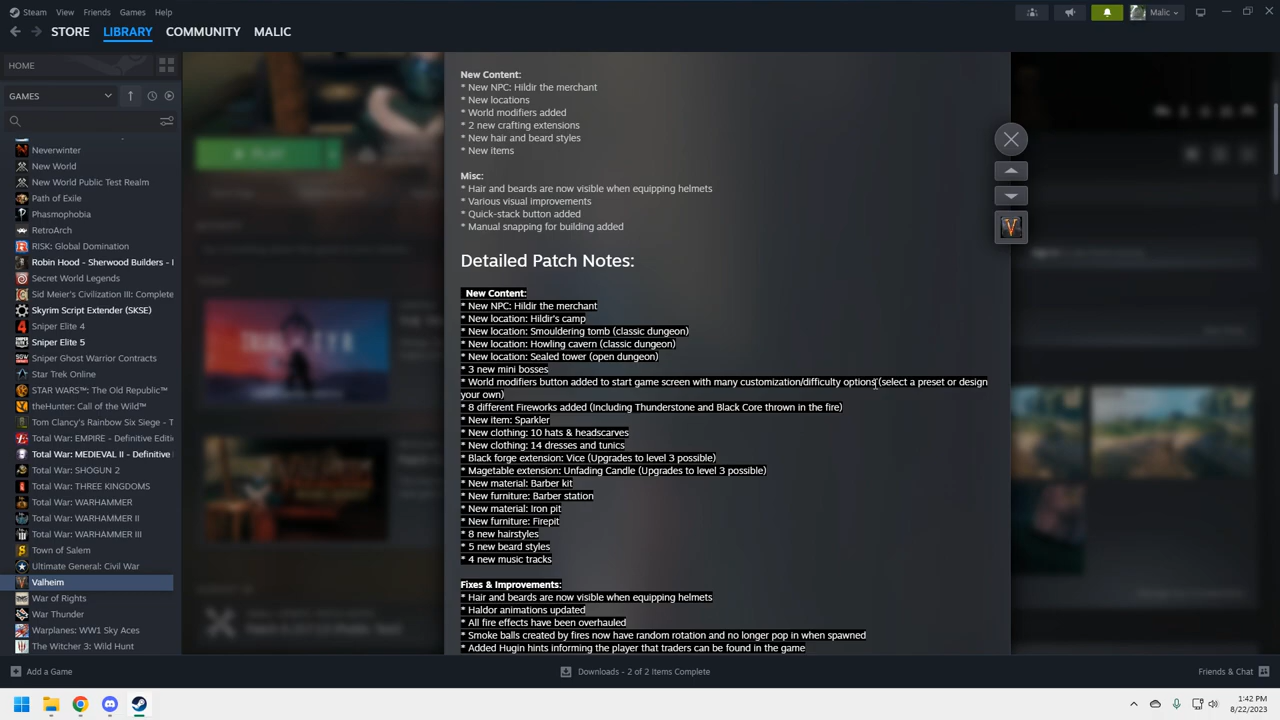 Steam View Friends Games Help
Malic
STORE LIBRARY COMMUNITY MALIC
HOME
GAMES
Neverwinter
New World
New World Public Test Realm
Path of Exile
Phasmophobia
RetroArch
RISK: Global Domination
Robin Hood - Sherwood Builders - I
Secret World Legends
Sid Meier's Civilization III: Complete
Skyrim Script Extender (SKSE)
Sniper Elite 4
Sniper Elite 5
Sniper Ghost Warrior Contracts
Star Trek Online
STAR WARS™: The Old Republic™
theHunter: Call of the Wild™
Tom Clancy's Rainbow Six Siege - T
Total War: EMPIRE - Definitive Editi
Total War: MEDIEVAL II - Definitive
Total War: SHOGUN 2
Total War: THREE KINGDOMS
Total War: WARHAMMER
Total War: WARHAMMER II
Total War: WARHAMMER III
Town of Salem
Ultimate General: Civil War
Valheim
War of Rights
War Thunder
Warplanes: WW1 Sky Aces
The Witcher 3: Wild Hunt
New Content:
* New NPC: Hildir the merchant
* New locations
* World modifiers added
* 2 new crafting extensions
* New hair and beard styles
* New items
Misc:
* Hair and beards are now visible when equipping helmets
* Various visual improvements
* Quick-stack button added
* Manual snapping for building added
Detailed Patch Notes:
New Content:
* New NPC: Hildir the merchant
* New location: Hildir's camp
* New location: Smouldering tomb (classic dungeon)
* New location: Howling cavern (classic dungeon)
* New location: Sealed tower (open dungeon)
* 3 new mini bosses
* World modifiers button added to start game screen with many customization/difficulty options (select a preset or design
your own)
* 8 different Fireworks added (Including Thunderstone and Black Core thrown in the fire)
* New item: Sparkler
* New clothing: 10 hats & headscarves
* New clothing: 14 dresses and tunics
* Black forge extension: Vice (Upgrades to level 3 possible)
* Magetable extension: Unfading Candle (Upgrades to level 3 possible)
* New material: Barber kit
* New furniture: Barber station
* New material: Iron pit
* New furniture: Firepit
* 8 new hairstyles
* 5 new beard styles
* 4 new music tracks
Fixes & Improvements:
* Hair and beards are now visible when equipping helmets
* Haldor animations updated
* All fire effects have been overhauled
* Smoke balls created by fires now have random rotation and no longer pop in when spawned
* Added Hugin hints informing the player that traders can be found in the game
Add a Game
Downloads - 2 of 2 Items Complete
Friends & Chat
1:42 PM
8/22/2023